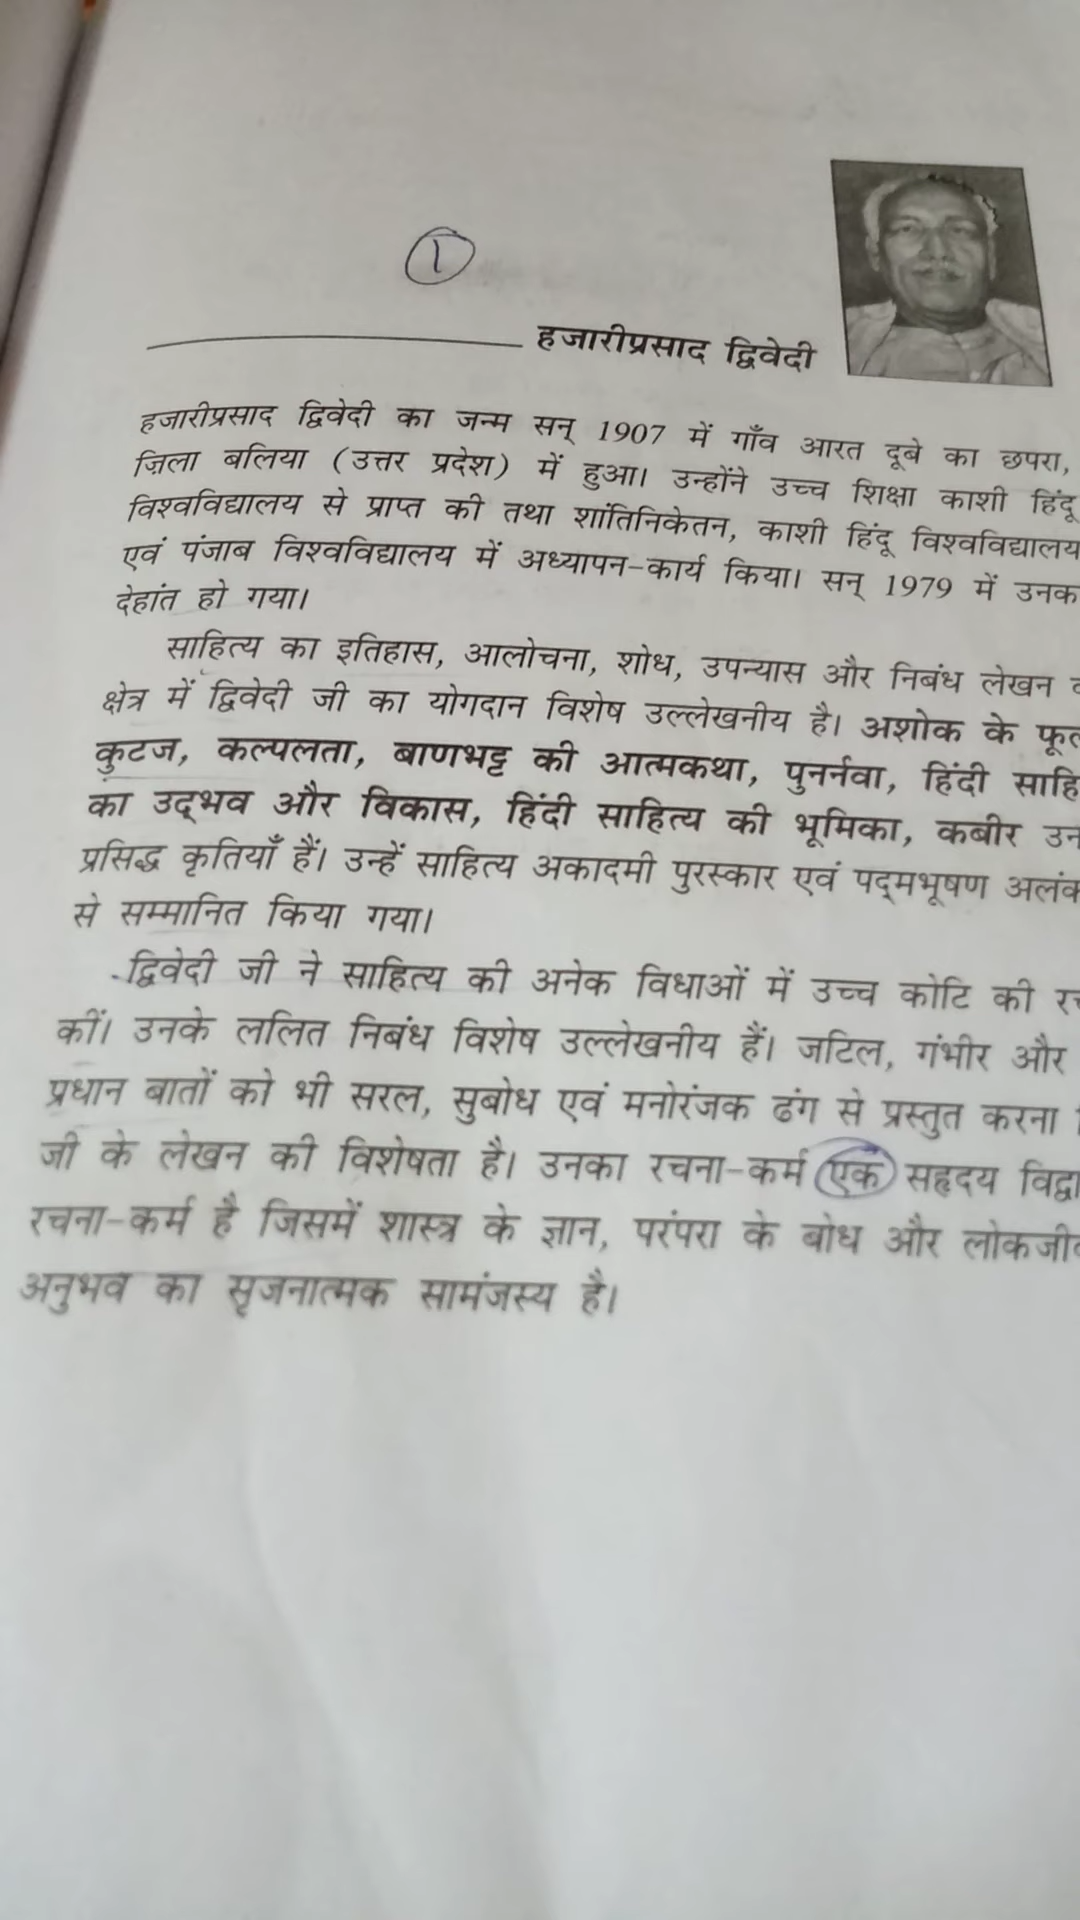 1
हजारीप्रसाद द्विवेदी
हजारीप्रसाद द्विवेदी का जन्म सन् 1907 में गाँव आरत दूबे का छपरा,
ज़िला बलिया (उत्तर प्रदेश) में हुआ। उन्होंने उच्च शिक्षा काशी हिंदू
विश्वविद्यालय से प्राप्त की तथा शांतिनिकेतन, काशी हिंदू विश्वविद्यालय
एवं पंजाब विश्वविद्यालय में अध्यापन-कार्य किया। सन् 1979 में
देहांत हो गया।
साहित्य का इतिहास, आलोचना, शोध, उपन्यास और निबंध लेखन
क्षेत्र में द्विवेदी जी का योगदान विशेष उल्लेखनीय है। अशोक के
कुटज, कल्पलता, बाणभट्ट की आत्मकथा, पुनर्नवा, हिंदी
का उद्‌भव और विकास, हिंदी साहित्य की भूमिका, कबीर
प्रसिद्ध कृतियाँ हैं। उन्हें साहित्य अकादमी पुरस्कार एवं पद्‌मभूषण
से सम्मानित किया गया।
द्विवेदी जी ने साहित्य की अनेक विधाओं में उच्च कोटि की
कीं। उनके ललित निबंध विशेष उल्लेखनीय हैं। जटिल, गंभीर और
प्रधान बातों को भी सरल, सुबोध एवं मनोरंजक ढंग से प्रस्तुत करना
जी के लेखन की विशेषता है। उनका रचना-कर्म एक सहृदय
रचना-कर्म है जिसमें शास्त्र के ज्ञान, परंपरा के बोध और
अनुभव का सृजनात्मक सामंजस्य है।